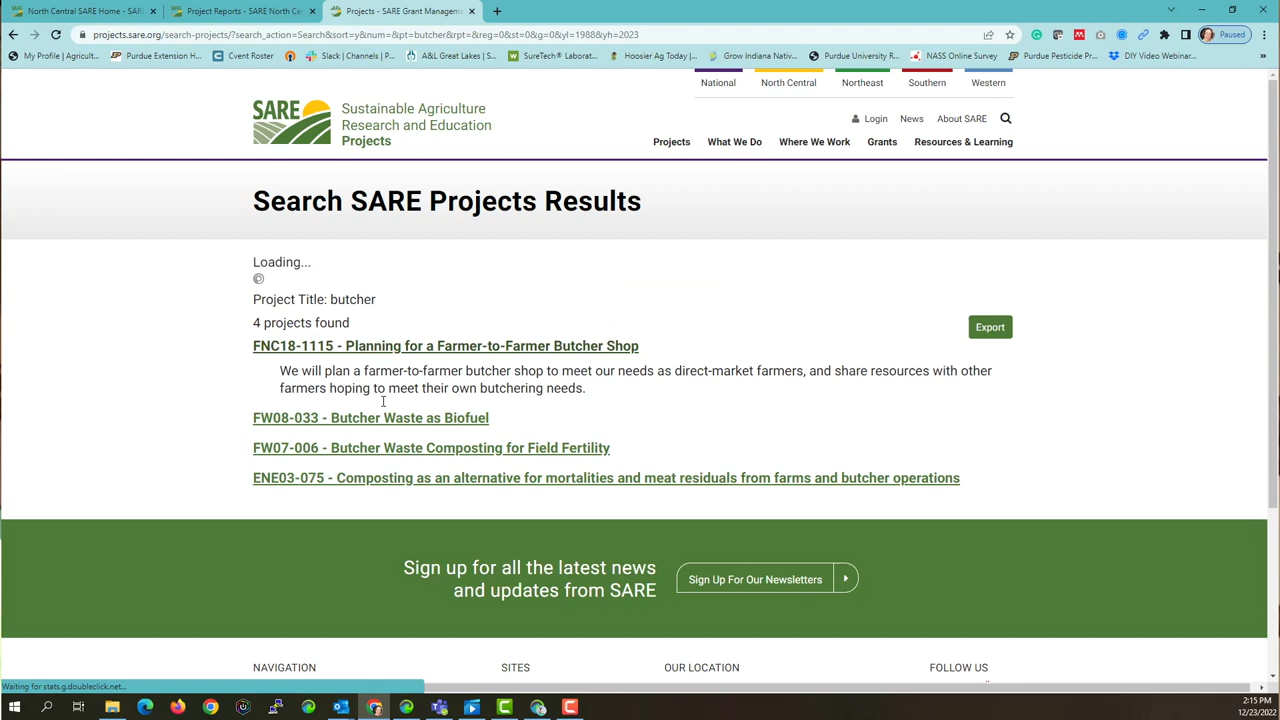 North Central SARE Home - SAR
Project Reports - SARE North Ce
Projects - SARE Grant Managem
projects.sare.org/search-projects/?search_action=Search&sort=y&num=&pt=butcher&rpt=&reg=0&st=0&g=0&yl=1988&yh=2023
Paused
My Profile | Agricult...
Purdue Extension H...
Cvent Roster
Slack | Channels | P...
A&L Great Lakes | S...
SureTech® Laborat...
Hoosier Ag Today |...
Grow Indiana Nativ...
Purdue University R...
NASS Online Survey
Purdue Pesticide Pr...
DIY Video Webinar...
National
North Central
Northeast
Southern
Western
SARE
Sustainable Agriculture
Research and Education
Projects
Login
News
About SARE
Projects
What We Do
Where We Work
Grants
Resources & Learning
Search SARE Projects Results
Loading...
Project Title: butcher
4 projects found
Export
FNC18-1115 - Planning for a Farmer-to-Farmer Butcher Shop
We will plan a farmer-to-farmer butcher shop to meet our needs as direct-market farmers, and share resources with other
farmers hoping to meet their own butchering needs.
FW08-033 - Butcher Waste as Biofuel
FW07-006 - Butcher Waste Composting for Field Fertility
ENE03-075 - Composting as an alternative for mortalities and meat residuals from farms and butcher operations
Sign up for all the latest news
and updates from SARE
Sign Up For Our Newsletters
NAVIGATION
SITES
OUR LOCATION
FOLLOW US
Waiting for stats.g.doubleclick.net...
2:15 PM
12/23/2022